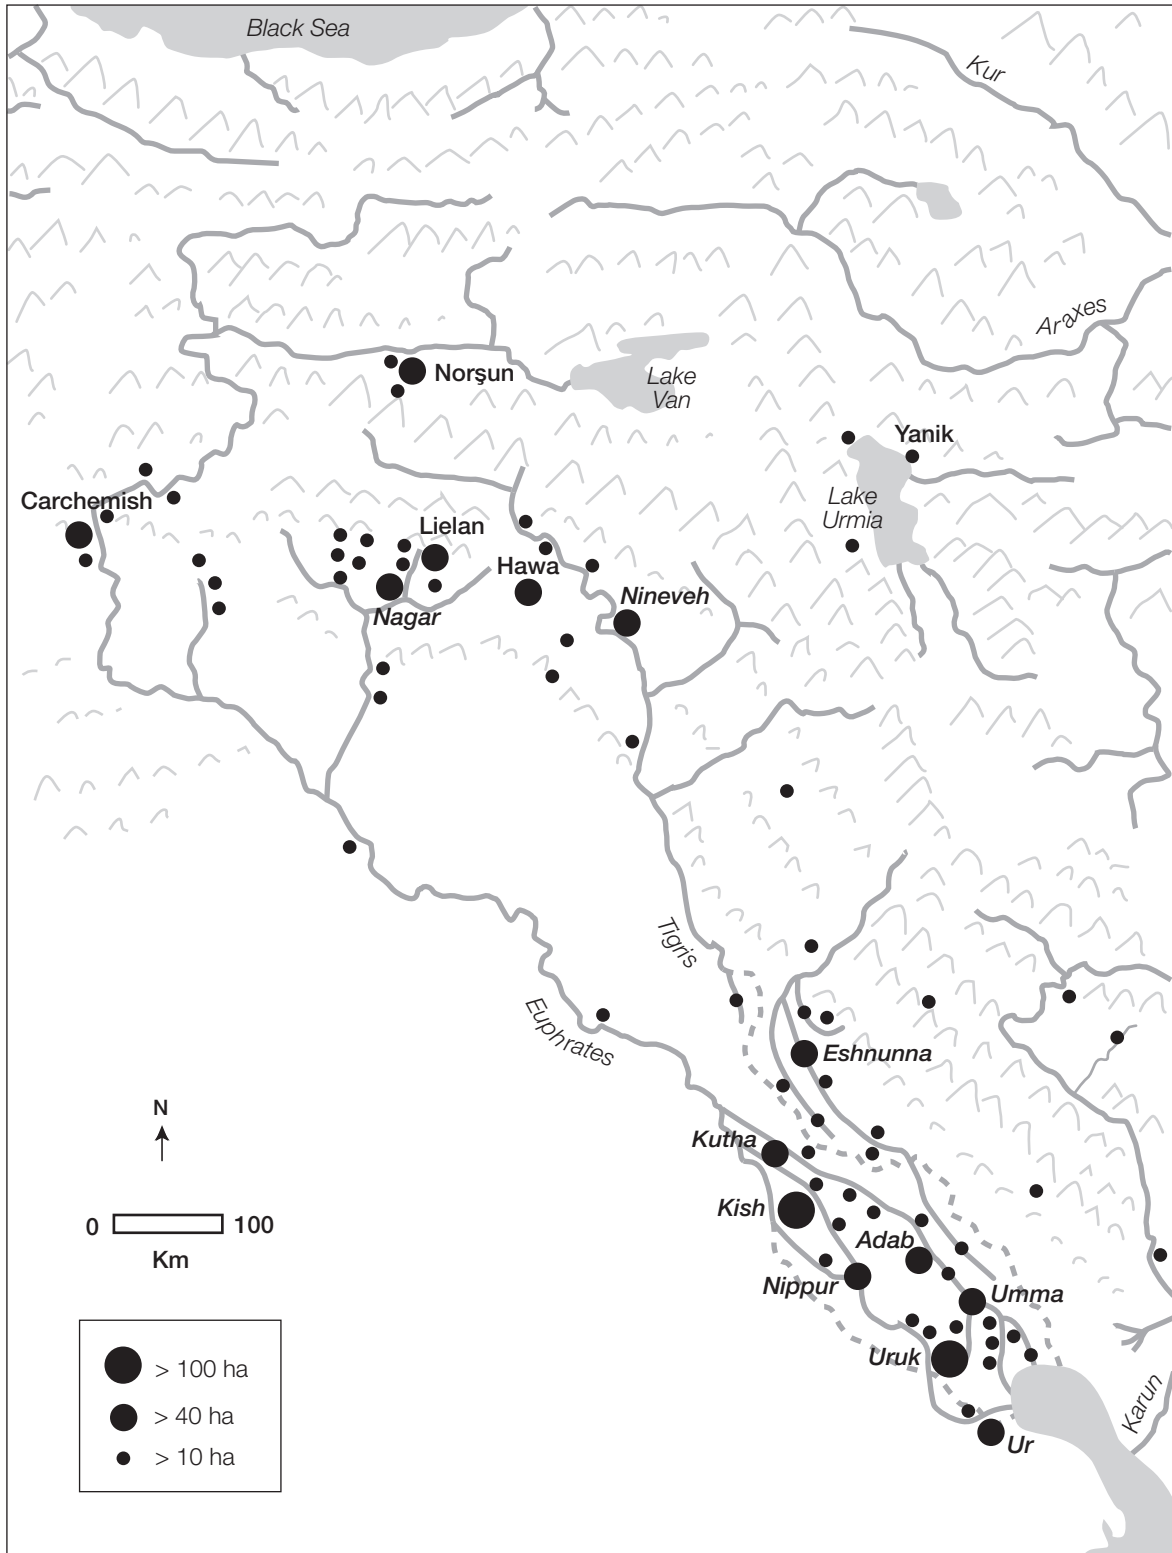 Black Sea
Kur
Araxes
Norşun
Lake
Van
Yanik
Lake
Urmia
Carchemish
Lielan
Hawa
Nagar
Nineveh
Tigris
Euphrates
Eshnunna
N
Kutha
Kish
0
100
Km
Adab
Nippur
Umma
Uruk
Karun
Ur
> 100 ha
> 40 ha
> 10 ha